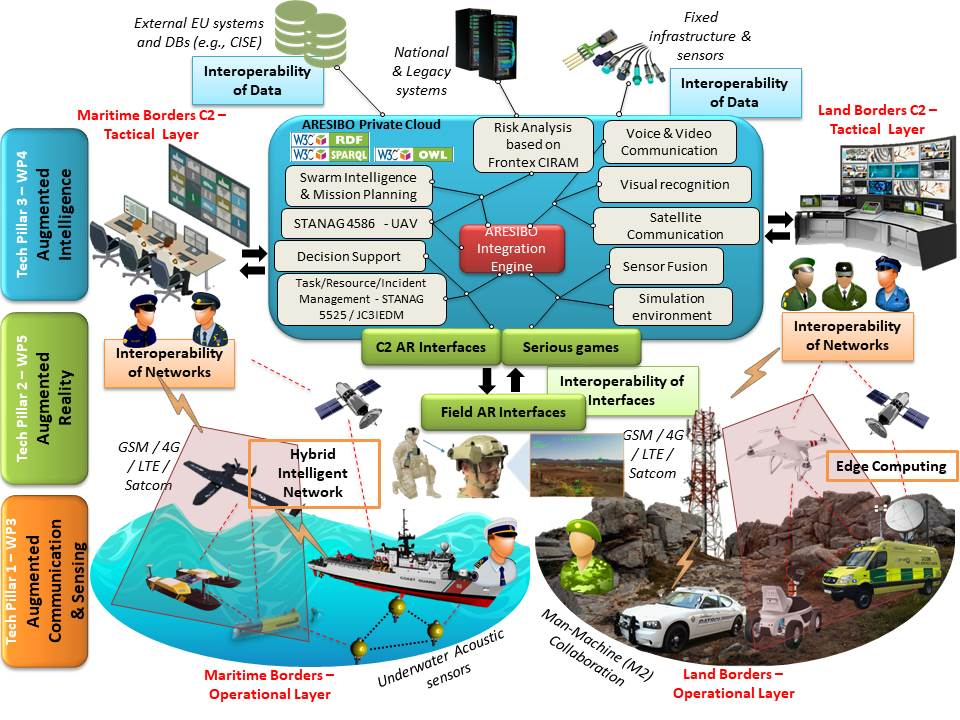 External EU systems
and DBs (e.g., CISE)
National
& Legacy
systems
Fixed
infrastructure &
sensors
Interoperability
of Data
Interoperability
of Data
Maritime Borders C2 –
Tactical Layer
Land Borders C2 –
Tactical Layer
ARESIBO Private Cloud
W3C RDF
W3C SPARQL
W3C OWL
Risk Analysis
based on
Frontex CIRAM
Voice & Video
Communication
Swarm Intelligence
& Mission Planning
Visual recognition
STANAG 4586 - UAV
Satellite
Communication
ARESIBO
Integration
Engine
Decision Support
Sensor Fusion
Task/Resource/Incident
Management - STANAG
5525 / JC3IEDM
Simulation
environment
Tech Pillar 3 – WP4
Augmented
Intelligence
Interoperability
of Networks
Interoperability
of Networks
C2 AR Interfaces
Serious games
Interoperability of
Interfaces
Field AR Interfaces
Tech Pillar 2 – WP5
Augmented
Reality
GSM / 4G
/ LTE /
Satcom
Hybrid
Intelligent
Network
GSM / 4G
/ LTE /
Satcom
Edge Computing
Tech Pillar 1 – WP3
Augmented
Communication
& Sensing
COAST GUARD
Underwater Acoustic
sensors
Man-Machine (M2)
Collaboration
Maritime Borders –
Operational Layer
Land Borders –
Operational Layer